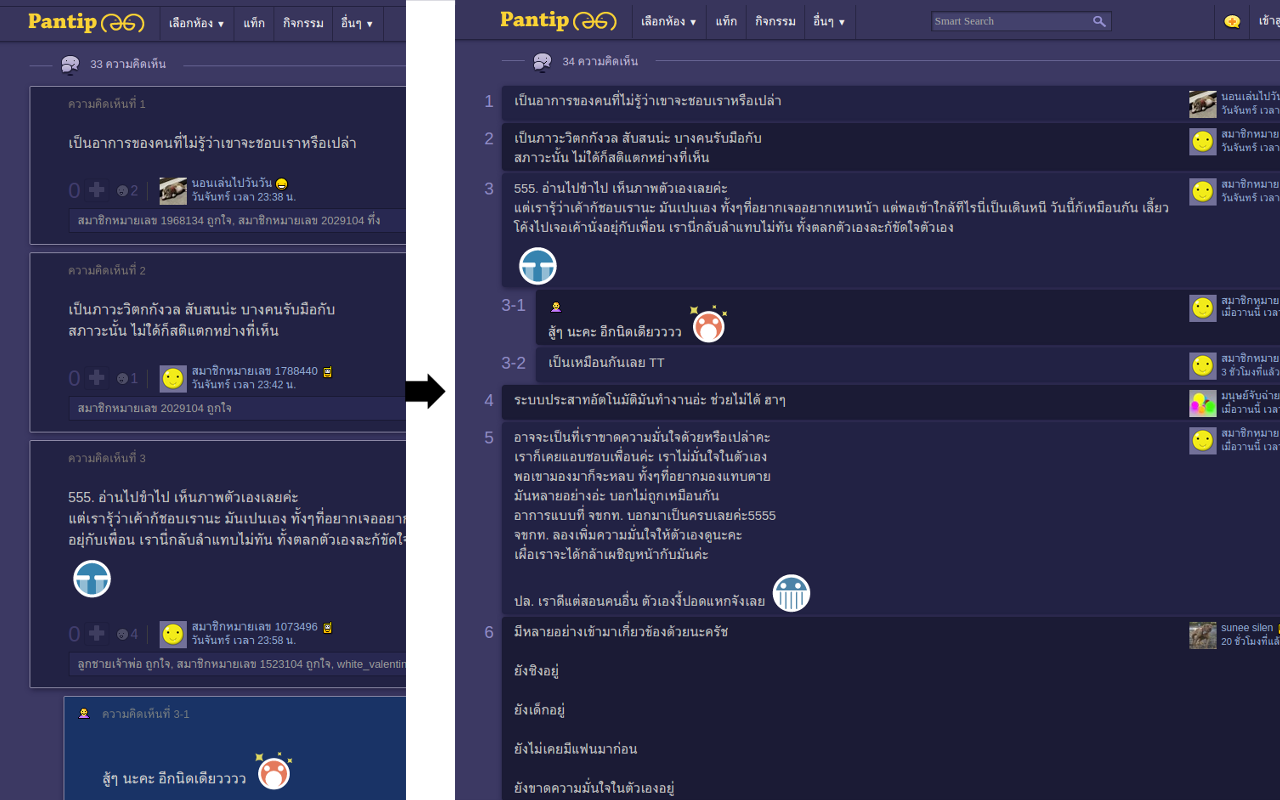 Pantip
เลือกห้อง ▼
แท็ก
กิจกรรม
อื่นๆ ▼
33 ความคิดเห็น
ความคิดเห็นที่ 1
เป็นอาการของคนที่ไม่รู้ว่าเขาจะชอบเราหรือเปล่า
0 2
นอนเล่นไปวันวัน
วันจันทร์ เวลา 23:38 น.
สมาชิกหมายเลข 1968134 ถูกใจ, สมาชิกหมายเลข 2029104 ทึ่ง
ความคิดเห็นที่ 2
เป็นภาวะวิตกกังวล สับสนน่ะ บางคนรับมือกับ
สภาวะนั้น ไม่ได้ก็สติแตกหย่างที่เห็น
0 1
สมาชิกหมายเลข 1788440
วันจันทร์ เวลา 23:42 น.
สมาชิกหมายเลข 2029104 ถูกใจ
ความคิดเห็นที่ 3
555. อ่านไปขำไป เห็นภาพตัวเองเลยค่ะ
แต่เรารู้ว่าเค้าก้ชอบเรานะ มันเปนเอง ทั้งๆที่อยากเจออยาก
อยุ่กับเพื่อน เรานี่กลับลำแทบไม่ทัน ทั้งตลกตัวเองละก้ขัดใจ
0 4
สมาชิกหมายเลข 1073496
วันจันทร์ เวลา 23:58 น.
ลูกชายเจ้าพ่อ ถูกใจ, สมาชิกหมายเลข 1523104 ถูกใจ, white_valentin
ความคิดเห็นที่ 3-1
สู้ๆ นะคะ อีกนิดเดียวววว
Pantip
เลือกห้อง ▼
แท็ก
กิจกรรม
อื่นๆ ▼
Smart Search
เข้าสู่
34 ความคิดเห็น
1
เป็นอาการของคนที่ไม่รู้ว่าเขาจะชอบเราหรือเปล่า
นอนเล่นไปวัน
วันจันทร์ เวลา
2
เป็นภาวะวิตกกังวล สับสนน่ะ บางคนรับมือกับ
สภาวะนั้น ไม่ได้ก็สติแตกหย่างที่เห็น
สมาชิกหมาย
วันจันทร์ เวลา
3
555. อ่านไปขำไป เห็นภาพตัวเองเลยค่ะ
แต่เรารู้ว่าเค้าก้ชอบเรานะ มันเปนเอง ทั้งๆที่อยากเจออยากเหนหน้า แต่พอเข้าใกล้ทีไรนี่เป็นเดินหนี วันนี้ก้เหมือนกัน เลี้ยว
โค้งไปเจอเค้านั่งอยุ่กับเพื่อน เรานี่กลับลำแทบไม่ทัน ทั้งตลกตัวเองละก้ขัดใจตัวเอง
สมาชิกหมาย
วันจันทร์ เวลา
3-1
สู้ๆ นะคะ อีกนิดเดียวววว
สมาชิกหมาย
เมื่อวานนี้ เวลา
3-2
เป็นเหมือนกันเลย TT
สมาชิกหมาย
3 ชั่วโมงที่แล้ว
4
ระบบประสาทอัตโนมัติมันทำงานอ่ะ ช่วยไม่ได้ ฮาๆ
มนุษย์จับฉ่าย
เมื่อวานนี้ เวลา
5
อาจจะเป็นที่เราขาดความมั่นใจด้วยหรือเปล่าคะ
เราก็เคยแอบชอบเพื่อนค่ะ เราไม่มั่นใจในตัวเอง
พอเขามองมาก็จะหลบ ทั้งๆที่อยากมองแทบตาย
มันหลายอย่างอ่ะ บอกไม่ถูกเหมือนกัน
อาการแบบที่ จขกท. บอกมาเป็นครบเลยค่ะ5555
จขกท. ลองเพิ่มความมั่นใจให้ตัวเองดูนะคะ
เผื่อเราจะได้กล้าเผชิญหน้ากับมันค่ะ
ปล. เราดีแต่สอนคนอื่น ตัวเองงี้ปอดแหกจังเลย
สมาชิกหมาย
เมื่อวานนี้ เวลา
6
มีหลายอย่างเข้ามาเกี่ยวข้องด้วยนะครัช
ยังซิงอยู่
ยังเด็กอยู่
ยังไม่เคยมีแฟนมาก่อน
ยังขาดความมั่นใจในตัวเองอยู่
sunee silen
20 ชั่วโมงที่แล้ว